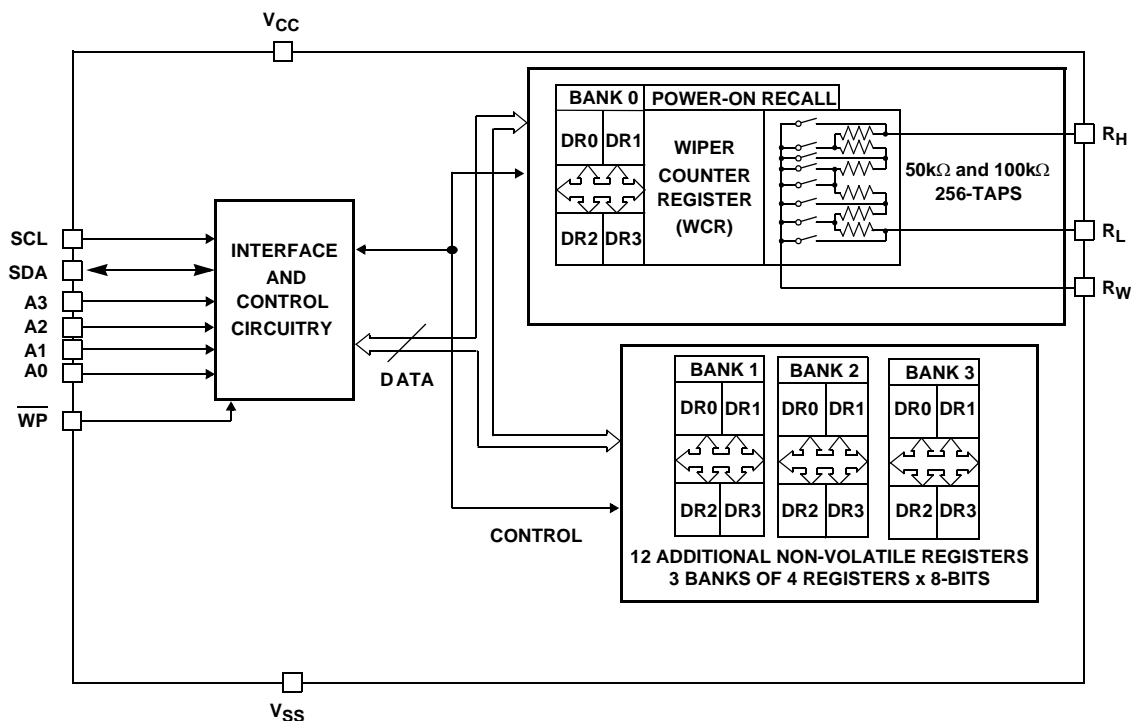 VCC
BANK 0 POWER-ON RECALL
DR0 DR1
WIPER
COUNTER
REGISTER
(WCR)
DR2 DR3
50kΩ and 100kΩ
256-TAPS
RH
RL
RW
SCL
SDA
A3
A2
A1
A0
WP
INTERFACE
AND
CONTROL
CIRCUITRY
DATA
CONTROL
BANK 1 BANK 2 BANK 3
DR0 DR1 DR0 DR1 DR0 DR1
DR2 DR3 DR2 DR3 DR2 DR3
12 ADDITIONAL NON-VOLATILE REGISTERS
3 BANKS OF 4 REGISTERS x 8-BITS
VSS